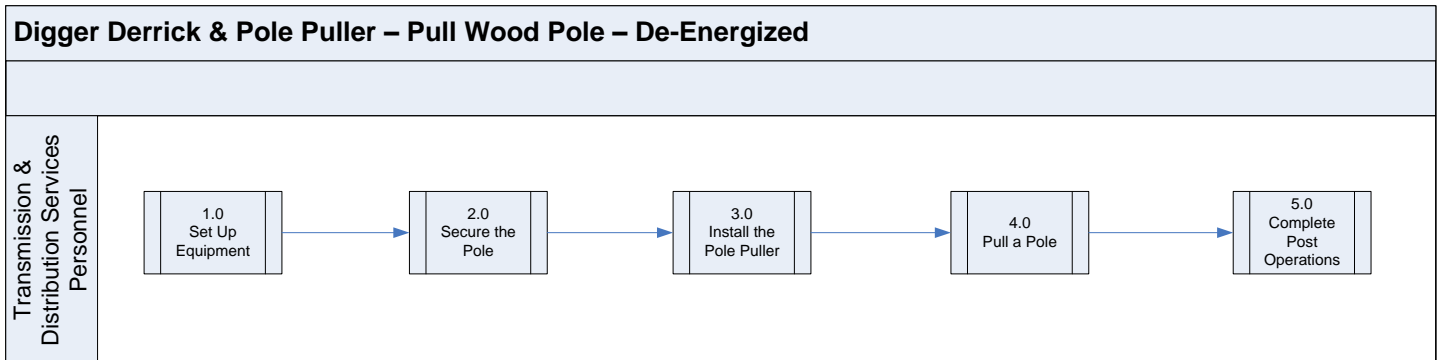 Digger Derrick & Pole Puller – Pull Wood Pole – De-Energized
Transmission &
Distribution Services
Personnel
1.0
Set Up
Equipment
2.0
Secure the
Pole
3.0
Install the
Pole Puller
4.0
Pull a Pole
5.0
Complete
Post
Operations